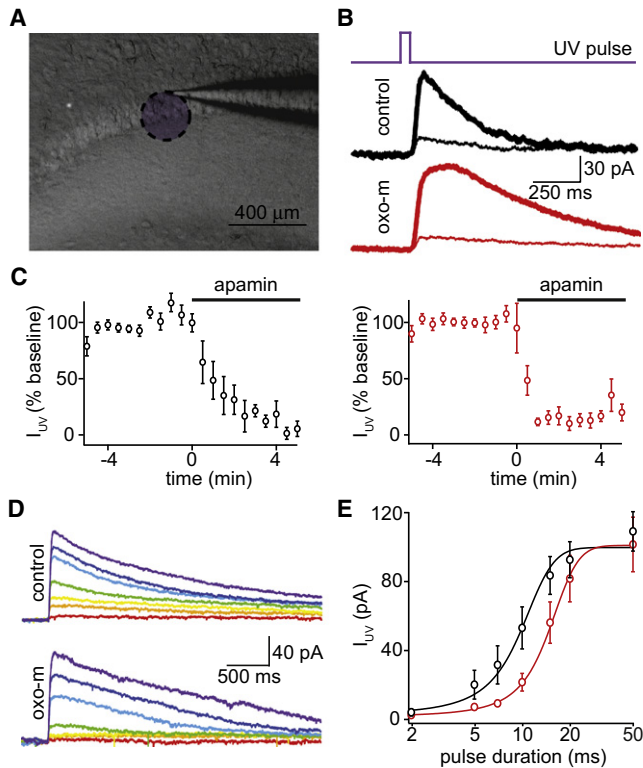 A
400 μm
B
UV pulse
control
30 pA
250 ms
oxo-m
C
apamin
I_UV (% baseline)
100
50
0
-4
0
4
time (min)
apamin
I_UV (% baseline)
100
50
0
-4
0
4
time (min)
D
control
oxo-m
40 pA
500 ms
E
I_UV (pA)
120
80
40
0
2
5
10
20
50
pulse duration (ms)